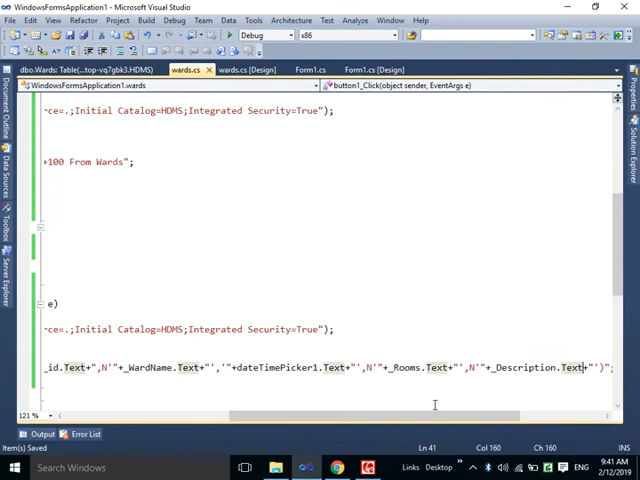 WindowsFormsApplication1 - Microsoft Visual Studio
File Edit View Refactor Project Build Debug Team Data Tools Architecture Test Analyze Window Help
Debug x86
dbo.Wards: Table(...top-vq7gbk3.HDMS) wards.cs × wards.cs [Design] Form1.cs Form1.cs [Design]
WindowsFormsApplication1.wards button1_Click(object sender, EventArgs e)
Document Outline
Data Sources
Toolbox
Server Explorer
Properties
Solution Explorer
ce=.;Initial Catalog=HDMS;Integrated Security=True");
+100 From Wards";
e)
ce=.;Initial Catalog=HDMS;Integrated Security=True");
_id.Text+",N'"+_WardName.Text+"','"+dateTimePicker1.Text+"',N'"+_Rooms.Text+"',N'"+_Description.Text+"')";
121 %
Output Error List
Item(s) Saved Ln 41 Col 160 Ch 160 INS
Search Windows
Links Desktop » ENG
9:41 AM
2/12/2019